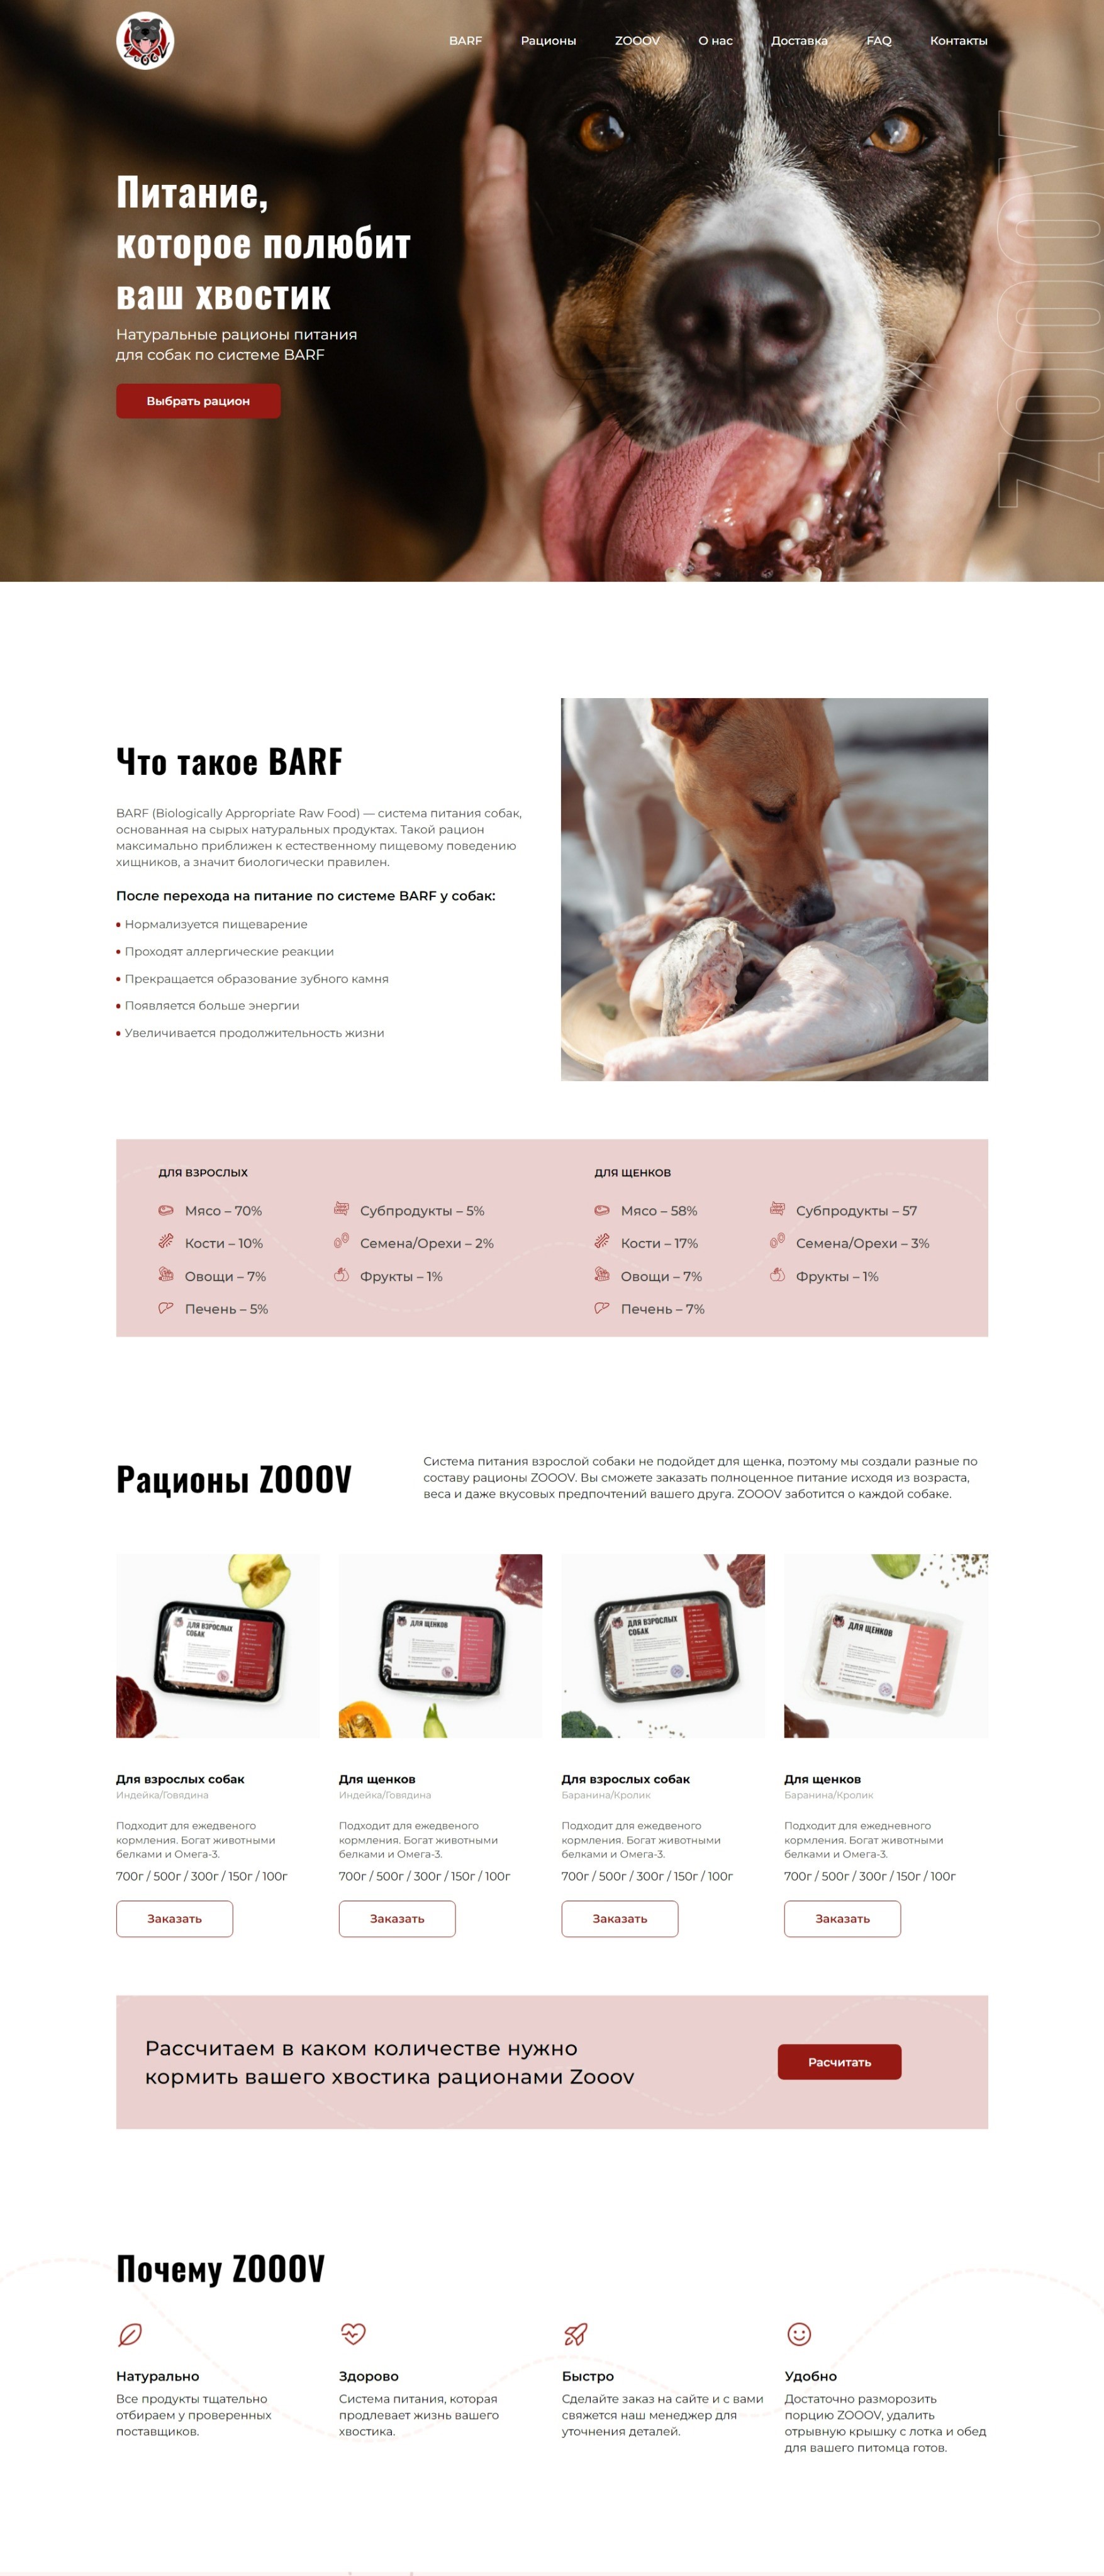 BARF Рационы ZOOOV О нас Доставка FAQ Контакты
Питание,
которое полюбит
ваш хвостик
Натуральные рационы питания
для собак по системе BARF
Выбрать рацион
ZOOOV
Что такое BARF
BARF (Biologically Appropriate Raw Food) — система питания собак,
основанная на сырых натуральных продуктах. Такой рацион
максимально приближен к естественному пищевому поведению
хищников, а значит биологически правилен.
После перехода на питание по системе BARF у собак:
Нормализуется пищеварение
Проходят аллергические реакции
Прекращается образование зубного камня
Появляется больше энергии
Увеличивается продолжительность жизни
ДЛЯ ВЗРОСЛЫХ
Мясо – 70%
Кости – 10%
Овощи – 7%
Печень – 5%
Субпродукты – 5%
Семена/Орехи – 2%
Фрукты – 1%
ДЛЯ ЩЕНКОВ
Мясо – 58%
Кости – 17%
Овощи – 7%
Печень – 7%
Субпродукты – 57
Семена/Орехи – 3%
Фрукты – 1%
Рационы ZOOOV
Система питания взрослой собаки не подойдет для щенка, поэтому мы создали разные по
составу рационы ZOOOV. Вы сможете заказать полноценное питание исходя из возраста,
веса и даже вкусовых предпочтений вашего друга. ZOOOV заботится о каждой собаке.
ДЛЯ ВЗРОСЛЫХ
СОБАК
Для взрослых собак
Индейка/Говядина
Подходит для ежедвеного
кормления. Богат животными
белками и Омега-3.
700г / 500г / 300г / 150г / 100г
Заказать
ДЛЯ ЩЕНКОВ
Для щенков
Индейка/Говядина
Подходит для ежедвеного
кормления. Богат животными
белками и Омега-3.
700г / 500г / 300г / 150г / 100г
Заказать
ДЛЯ ВЗРОСЛЫХ
СОБАК
Для взрослых собак
Баранина/Кролик
Подходит для ежедвеного
кормления. Богат животными
белками и Омега-3.
700г / 500г / 300г / 150г / 100г
Заказать
ДЛЯ ЩЕНКОВ
Для щенков
Баранина/Кролик
Подходит для ежедневного
кормления. Богат животными
белками и Омега-3.
700г / 500г / 300г / 150г / 100г
Заказать
Рассчитаем в каком количестве нужно
кормить вашего хвостика рационами Zooov
Расчитать
Почему ZOOOV
Натурально
Все продукты тщательно
отбираем у проверенных
поставщиков.
Здорово
Система питания, которая
продлевает жизнь вашего
хвостика.
Быстро
Сделайте заказ на сайте и с вами
свяжется наш менеджер для
уточнения деталей.
Удобно
Достаточно разморозить
порцию ZOOOV, удалить
отрывную крышку с лотка и обед
для вашего питомца готов.